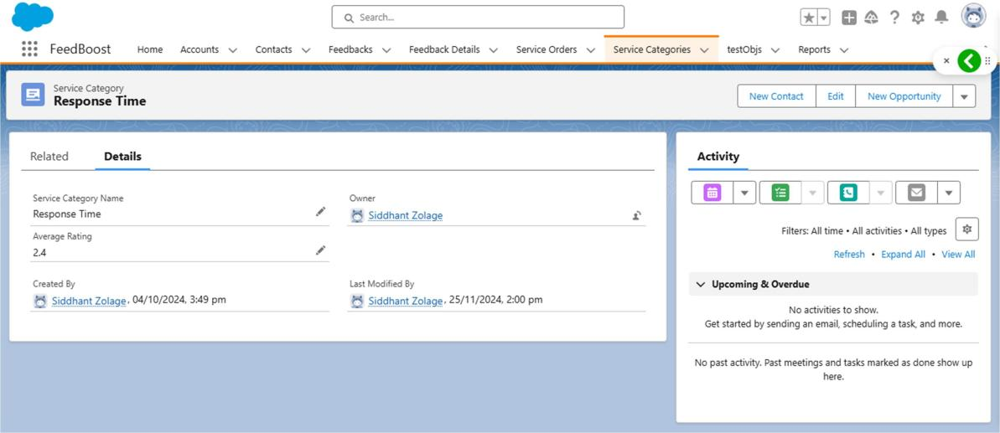 Search...
FeedBoost
Home Accounts Contacts Feedbacks Feedback Details Service Orders Service Categories testObjs Reports
Service Category
Response Time
New Contact Edit New Opportunity
Related Details
Service Category Name
Response Time
Owner
Siddhant Zolage
Average Rating
2.4
Created By
Siddhant Zolage, 04/10/2024, 3:49 pm
Last Modified By
Siddhant Zolage, 25/11/2024, 2:00 pm
Activity
Filters: All time • All activities • All types
Refresh • Expand All • View All
Upcoming & Overdue
No activities to show.
Get started by sending an email, scheduling a task, and more.
No past activity. Past meetings and tasks marked as done show up
here.